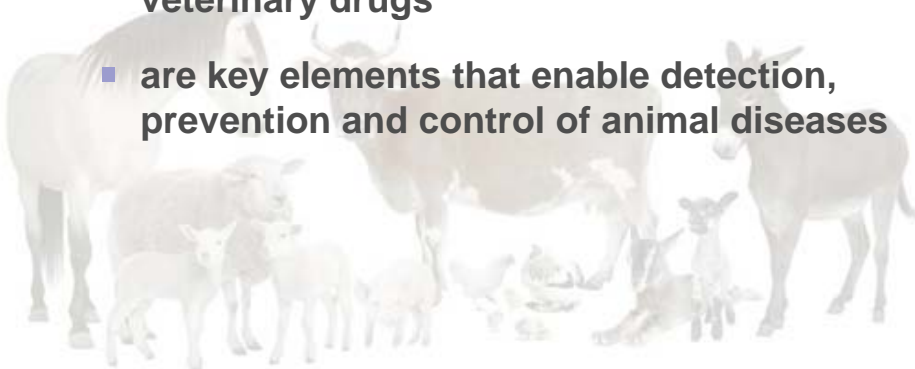 veterinary drugs
▪ are key elements that enable detection,
prevention and control of animal diseases